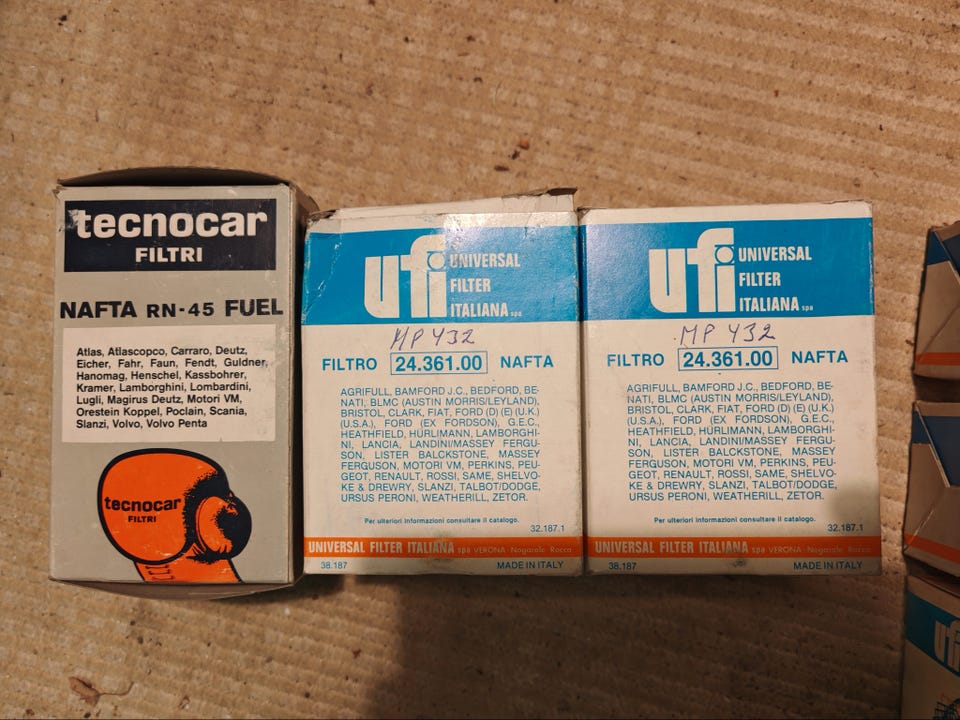 tecnocar
FILTRI
NAFTA RN-45 FUEL
Atlas, Atlascopco, Carraro, Deutz,
Eicher, Fahr, Faun, Fendt, Guldner,
Hanomag, Henschel, Kassbohrer,
Kramer, Lamborghini, Lombardini,
Lugli, Magirus Deutz, Motori VM,
Orestein Koppel, Poclain, Scania,
Slanzi, Volvo, Volvo Penta
tecnocar
FILTRI
ufi UNIVERSAL
FILTER
ITALIANA spa
MP 432
FILTRO 24.361.00 NAFTA
AGRIFULL, BAMFORD J.C., BEDFORD, BE-
NATI, BLMC (AUSTIN MORRIS/LEYLAND),
BRISTOL, CLARK, FIAT, FORD (D) (E) (U.K.)
(U.S.A.), FORD (EX FORDSON), G.E.C.,
HEATHFIELD, HÜRLIMANN, LAMBORGHI-
NI, LANCIA, LANDINI/MASSEY FERGU-
SON, LISTER BALCKSTONE, MASSEY
FERGUSON, MOTORI VM, PERKINS, PEU-
GEOT, RENAULT, ROSSI, SAME, SHELVO-
KE & DREWRY, SLANZI, TALBOT/DODGE,
URSUS PERONI, WEATHERILL, ZETOR.
Per ulteriori informazioni consultare il catalogo.
32.187.1
UNIVERSAL FILTER ITALIANA spa VERONA - Nogarole Rocca
38.187 MADE IN ITALY
ufi UNIVERSAL
FILTER
ITALIANA spa
MP 432
FILTRO 24.361.00 NAFTA
AGRIFULL, BAMFORD J.C., BEDFORD, BE-
NATI, BLMC (AUSTIN MORRIS/LEYLAND),
BRISTOL, CLARK, FIAT, FORD (D) (E) (U.K.)
(U.S.A.), FORD (EX FORDSON), G.E.C.,
HEATHFIELD, HÜRLIMANN, LAMBORGHI-
NI, LANCIA, LANDINI/MASSEY FERGU-
SON, LISTER BALCKSTONE, MASSEY
FERGUSON, MOTORI VM, PERKINS, PEU-
GEOT, RENAULT, ROSSI, SAME, SHELVO-
KE & DREWRY, SLANZI, TALBOT/DODGE,
URSUS PERONI, WEATHERILL, ZETOR.
Per ulteriori informazioni consultare il catalogo.
32.187.1
UNIVERSAL FILTER ITALIANA spa VERONA - Nogarole Rocca
38.187 MADE IN ITALY
ufi